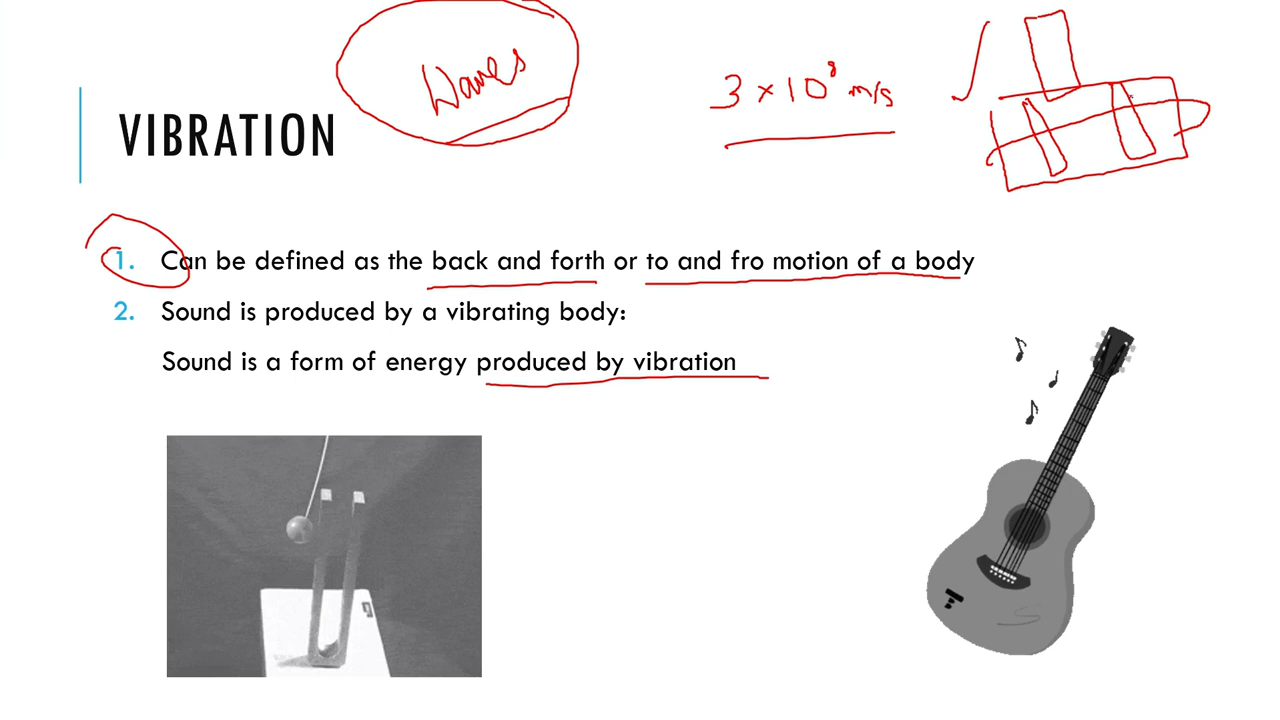 Waves
3 × 10⁸ m/s
VIBRATION
1. Can be defined as the back and forth or to and fro motion of a body
2. Sound is produced by a vibrating body:
Sound is a form of energy produced by vibration